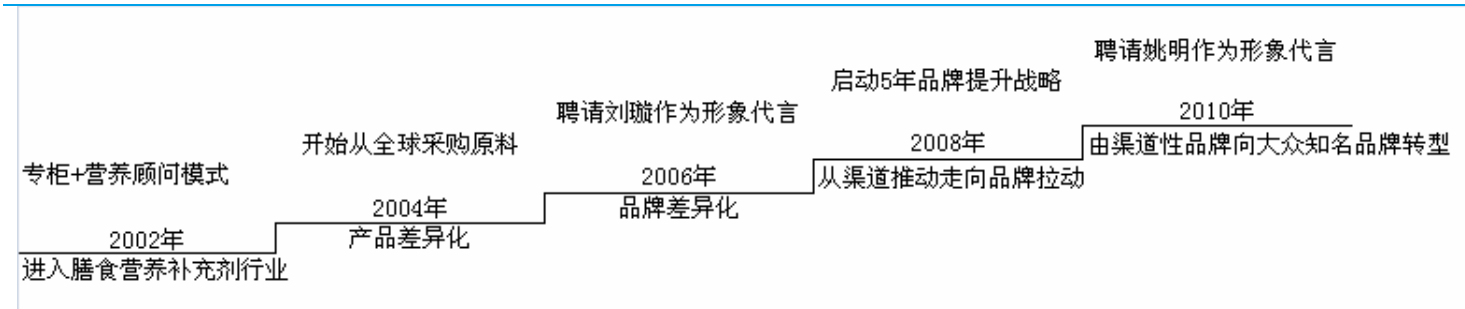 专柜+营养顾问模式
2002年
进入膳食营养补充剂行业
开始从全球采购原料
2004年
产品差异化
聘请刘璇作为形象代言
2006年
品牌差异化
启动5年品牌提升战略
2008年
从渠道推动走向品牌拉动
聘请姚明作为形象代言
2010年
由渠道性品牌向大众知名品牌转型